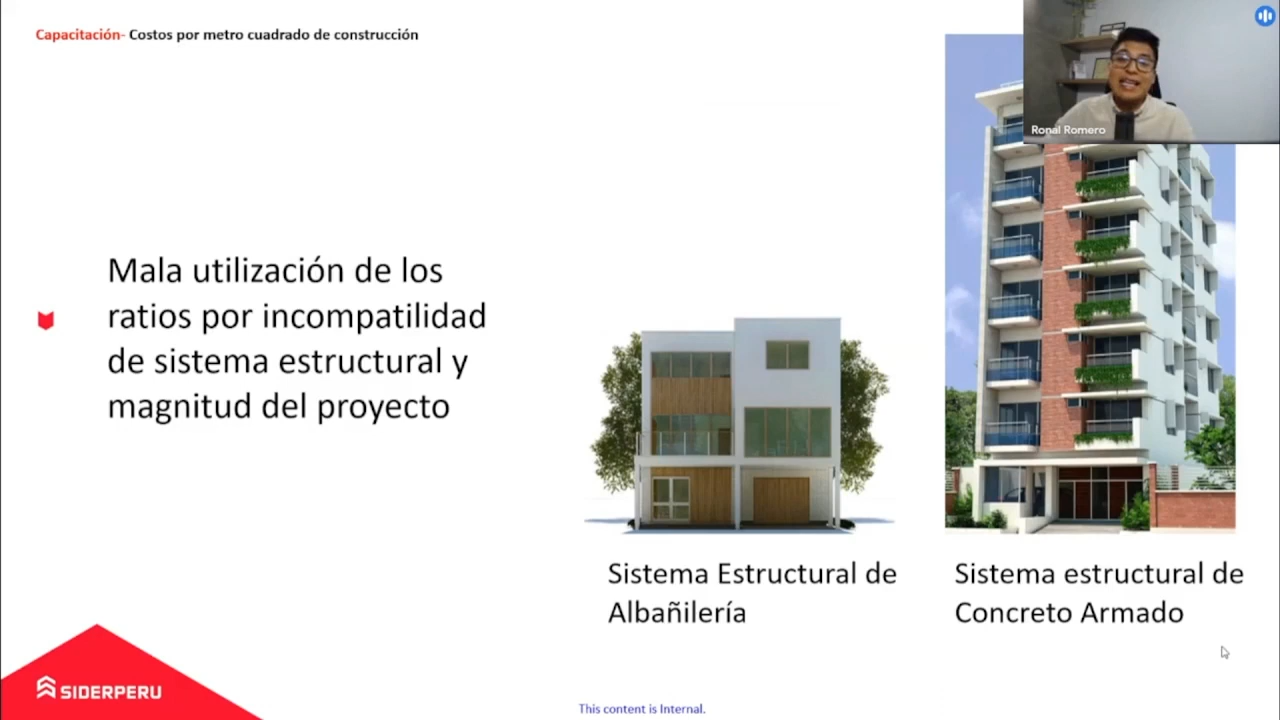 Capacitación- Costos por metro cuadrado de construcción
Ronal Romero
Mala utilización de los
ratios por incompatilidad
de sistema estructural y
magnitud del proyecto
Sistema Estructural de
Albañilería
Sistema estructural de
Concreto Armado
SIDERPERU
This content is Internal.